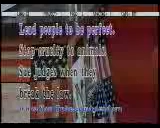 Lead people to be perfect.
Stop cruelty to animals
Sue judges when they
break the law.